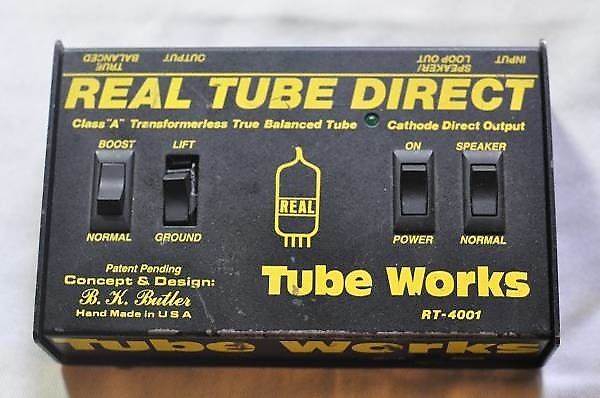 TRUE BALANCED OUTPUT SPEAKER/ LOOP OUT INPUT
REAL TUBE DIRECT
Class "A" Transformerless True Balanced Tube Cathode Direct Output
BOOST LIFT ON SPEAKER
REAL
NORMAL GROUND POWER NORMAL
Patent Pending
Concept & Design:
B. K. Butler
Hand Made in USA
Tube Works
RT-4001
Tube Works